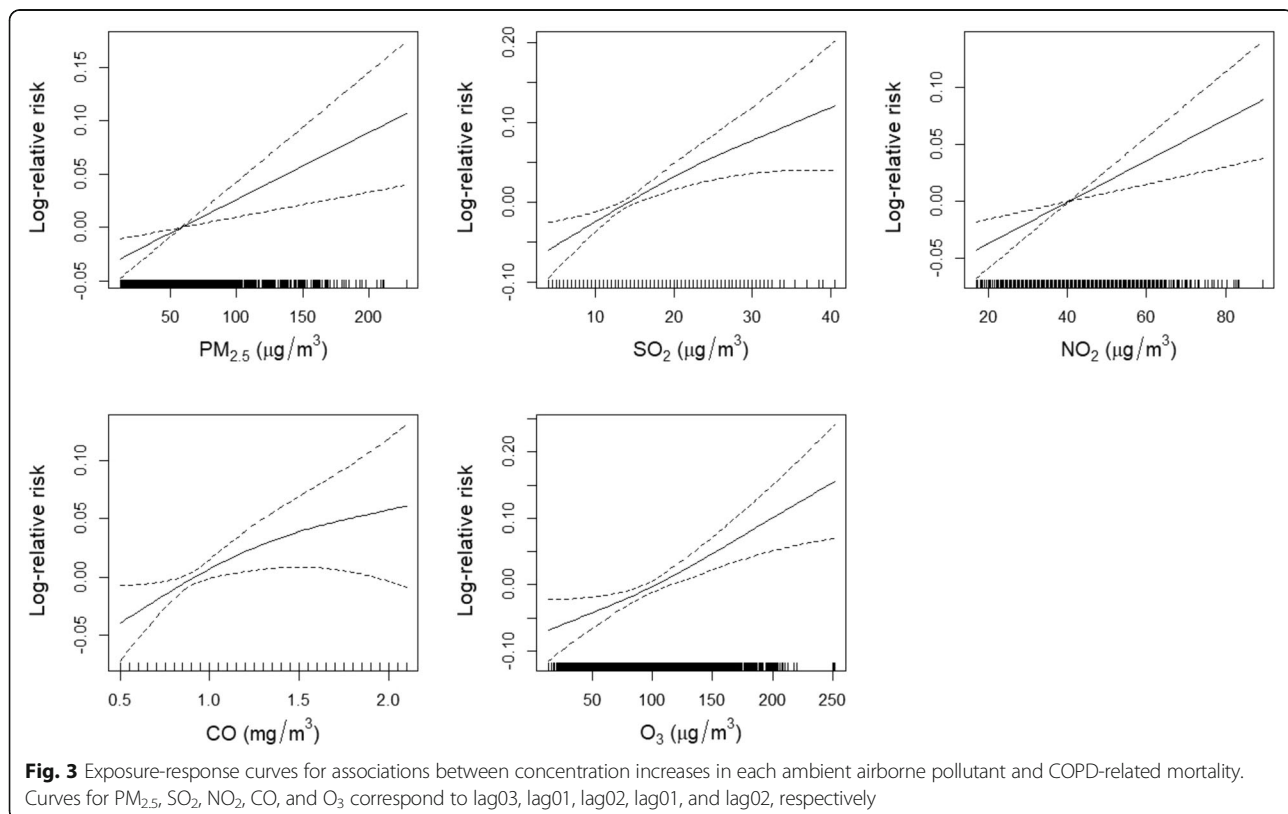 Log-relative risk
0.15
0.10
0.05
0.00
-0.05
50 100 150 200
PM2.5 (μg/m3)
Log-relative risk
0.20
0.10
0.00
-0.10
10 20 30 40
SO2 (μg/m3)
Log-relative risk
0.10
0.05
0.00
-0.05
20 40 60 80
NO2 (μg/m3)
Log-relative risk
0.10
0.05
0.00
-0.05
0.5 1.0 1.5 2.0
CO (mg/m3)
Log-relative risk
0.20
0.10
0.00
-0.10
50 100 150 200 250
O3 (μg/m3)
Fig. 3 Exposure-response curves for associations between concentration increases in each ambient airborne pollutant and COPD-related mortality.
Curves for PM2.5, SO2, NO2, CO, and O3 correspond to lag03, lag01, lag02, lag01, and lag02, respectively